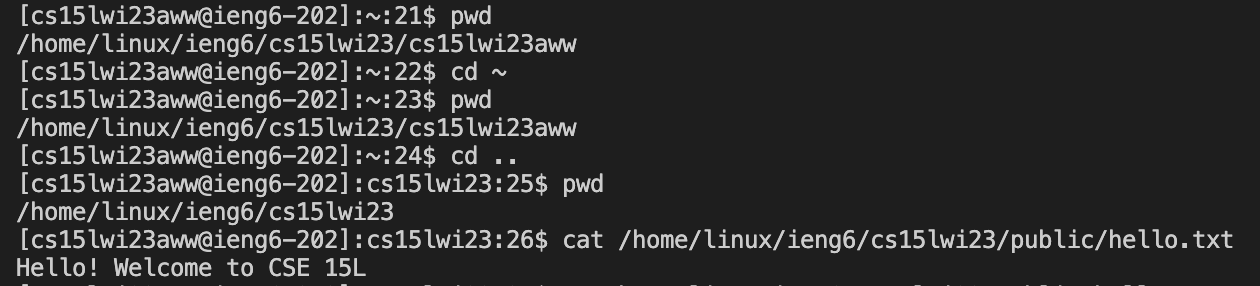 [cs15lwi23aww@ieng6-202]:~:21$ pwd
/home/linux/ieng6/cs15lwi23/cs15lwi23aww
[cs15lwi23aww@ieng6-202]:~:22$ cd ~
[cs15lwi23aww@ieng6-202]:~:23$ pwd
/home/linux/ieng6/cs15lwi23/cs15lwi23aww
[cs15lwi23aww@ieng6-202]:~:24$ cd ..
[cs15lwi23aww@ieng6-202]:cs15lwi23:25$ pwd
/home/linux/ieng6/cs15lwi23
[cs15lwi23aww@ieng6-202]:cs15lwi23:26$ cat /home/linux/ieng6/cs15lwi23/public/hello.txt
Hello! Welcome to CSE 15L